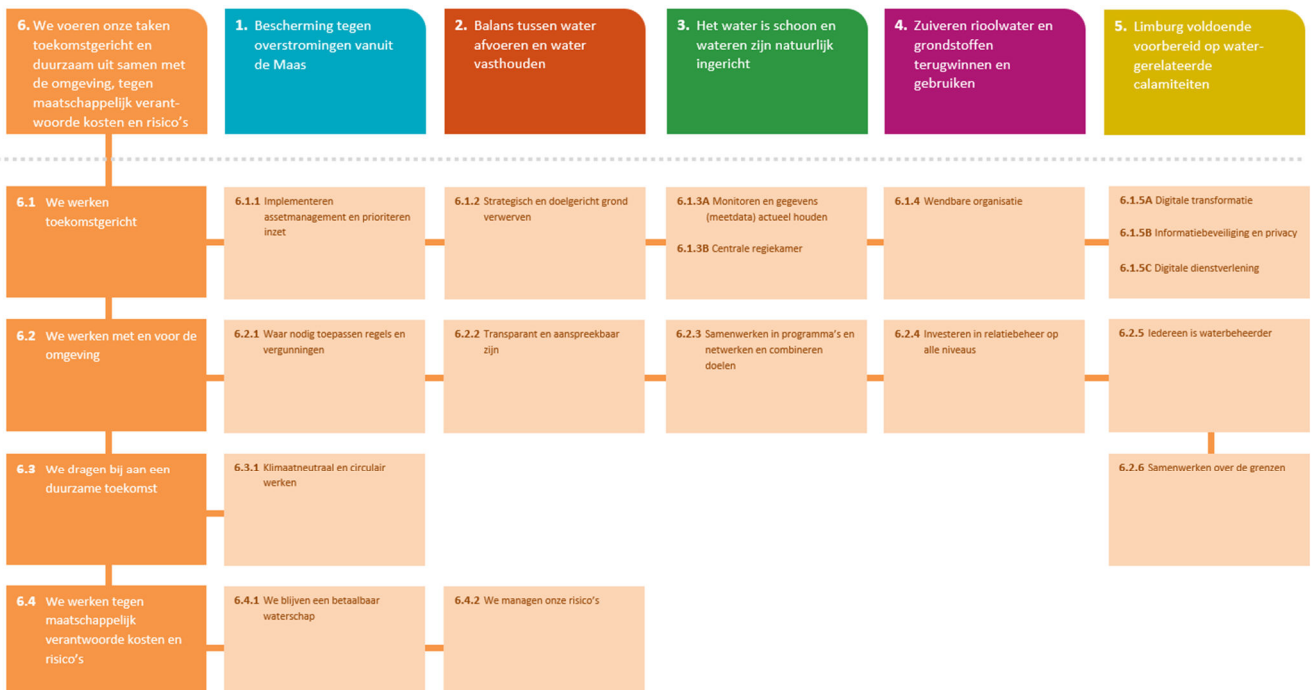 6. We voeren onze taken
toekomstgericht en
duurzaam uit samen met
de omgeving, tegen
maatschappelijk verant-
woorde kosten en risico's
1. Bescherming tegen
overstromingen vanuit
de Maas
2. Balans tussen water
afvoeren en water
vasthouden
3. Het water is schoon en
wateren zijn natuurlijk
ingericht
4. Zuiveren rioolwater en
grondstoffen
terugwinnen en
gebruiken
5. Limburg voldoende
voorbereid op water-
gerelateerde
calamiteiten
6.1 We werken
toekomstgericht
6.1.1 Implementeren
assetmanagement en prioriteren
inzet
6.1.2 Strategisch en doelgericht grond
verwerven
6.1.3A Monitoren en gegevens
(meetdata) actueel houden
6.1.3B Centrale regiekamer
6.1.4 Wendbare organisatie
6.1.5A Digitale transformatie
6.1.5B Informatiebeveiliging en privacy
6.1.5C Digitale dienstverlening
6.2 We werken met en voor de
omgeving
6.2.1 Waar nodig toepassen regels en
vergunningen
6.2.2 Transparant en aanspreekbaar
zijn
6.2.3 Samenwerken in programma's en
netwerken en combineren
doelen
6.2.4 Investeren in relatiebeheer op
alle niveaus
6.2.5 Iedereen is waterbeheerder
6.3 We dragen bij aan een
duurzame toekomst
6.3.1 Klimaatneutraal en circulair
werken
6.2.6 Samenwerken over de grenzen
6.4 We werken tegen
maatschappelijk
verantwoorde kosten en
risico's
6.4.1 We blijven een betaalbaar
waterschap
6.4.2 We managen onze risico's